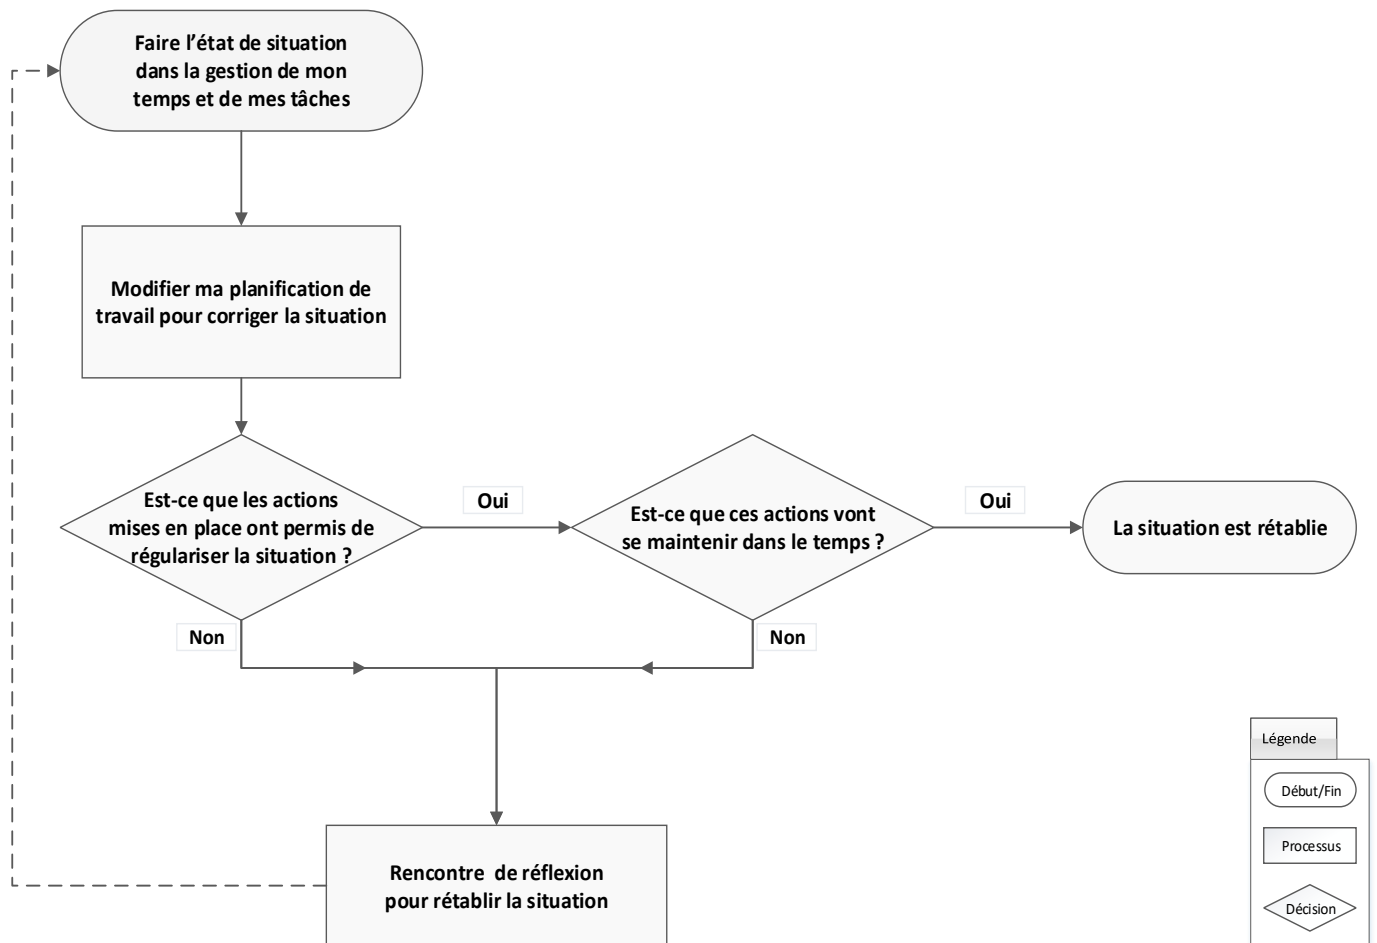 Faire l’état de situation
dans la gestion de mon
temps et de mes tâches
Modifier ma planification de
travail pour corriger la situation
Est-ce que les actions
mises en place ont permis de
régulariser la situation ?
Oui
Est-ce que ces actions vont
se maintenir dans le temps ?
Oui
La situation est rétablie
Non
Non
Rencontre de réflexion
pour rétablir la situation
Légende
Début/Fin
Processus
Décision